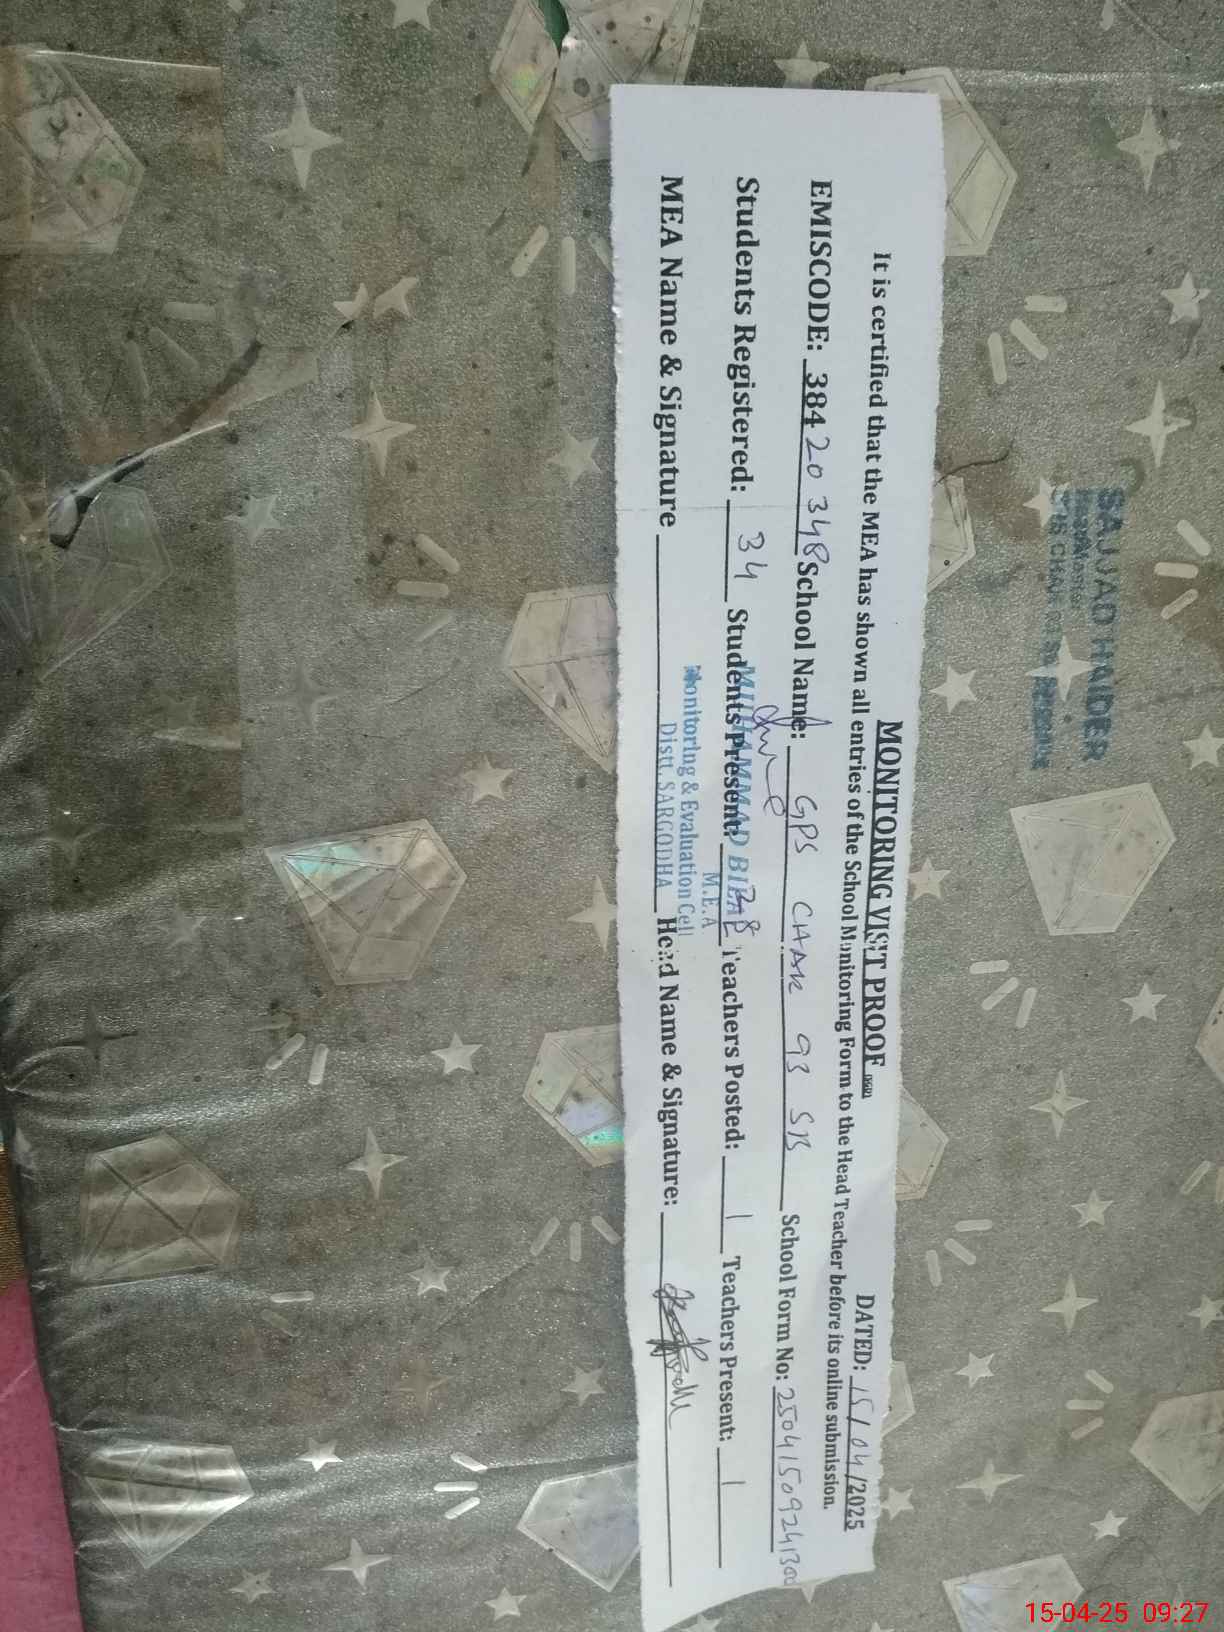 SAJJAD HAIDER
MONITORING VISIT PROOF
DATED: 15/04/2025
It is certified that the MEA has shown all entries of the School Monitoring Form to the Head Teacher before its online submission.
EMISCODE: 38420348 School Name: GPS CHAK 93 SB School Form No: 25041509241300
Students Registered: 34 Students Present: 28 Teachers Posted: 1 Teachers Present: 1
MUHAMMAD BILAL
M.E.A
Monitoring & Evaluation Cell
Distt. SARGODHA
MEA Name & Signature Head Name & Signature:
15-04-25 09:27